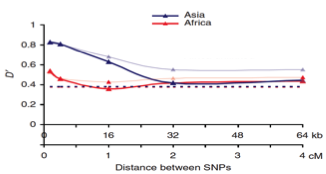 Asia
Africa
1
0.8
0.6
0.4
0.2
0
D'
0 16 32 48 64 kb
0 1 2 3 4 cM
Distance between SNPs